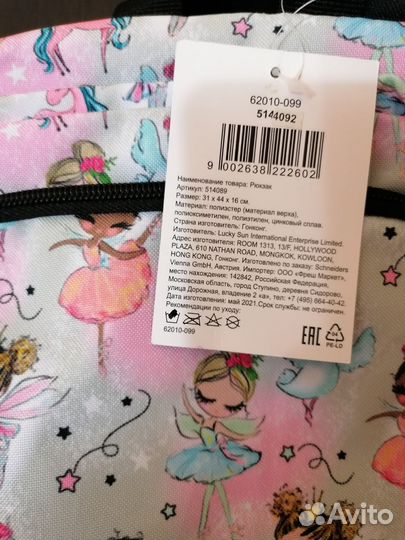 62010-099
5144092
9 002638 222602
Наименование товара: Рюкзак
Артикул: 514089
Размер: 31 x 44 x 16 см.
Материал: полиэстер (материал верха),
полиоксиметилен, полиэтилен, цинковый сплав.
Страна изготовитель: Гонконг.
Изготовитель: Lucky Sun International Enterprise Limited
Адрес изготовителя: ROOM 1313, 13/F, HOLLYWOOD
PLAZA, 610 NATHAN ROAD, MONGKOK, KOWLOON,
HONG KONG, Гонконг. Изготовлено по заказу: Schneiders
Vienna GmbH, Австрия. Импортер: ООО «Фреш Маркет»,
место нахождения: 142842, Российская Федерация,
Московская область, город Ступино, деревня Сидорово,
улица Дорожная, владение 2 «а», тел: +7 (495) 664-40-42.
Дата изготовления: май 2021.Срок службы: не ограничен.
Рекомендации по уходу:
62010-099
EAC
04
PE-LD
Avito